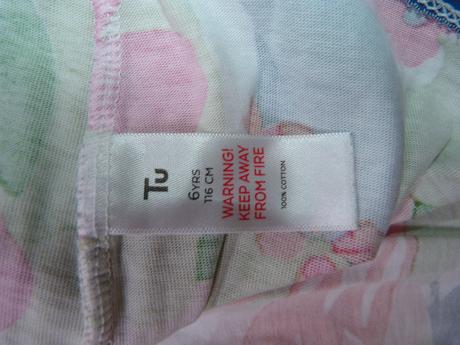 Tu
6YRS
116 CM
WARNING!
KEEP AWAY
FROM FIRE
100% COTTON